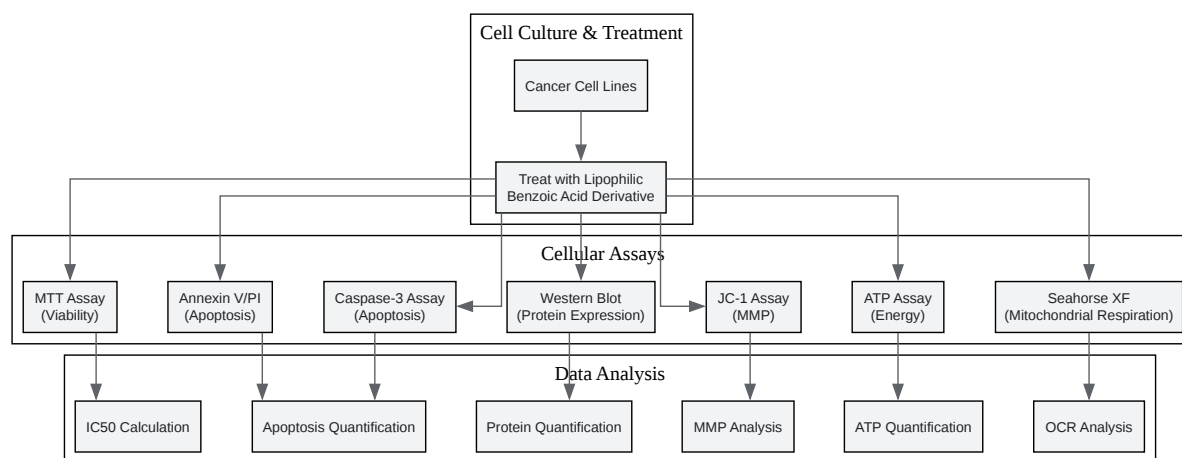 Cell Culture & Treatment
Cancer Cell Lines
Treat with Lipophilic
Benzoic Acid Derivative
Cellular Assays
MTT Assay
(Viability)
Annexin V/PI
(Apoptosis)
Caspase-3 Assay
(Apoptosis)
Western Blot
(Protein Expression)
JC-1 Assay
(MMP)
ATP Assay
(Energy)
Seahorse XF
(Mitochondrial Respiration)
Data Analysis
IC50 Calculation
Apoptosis Quantification
Protein Quantification
MMP Analysis
ATP Quantification
OCR Analysis